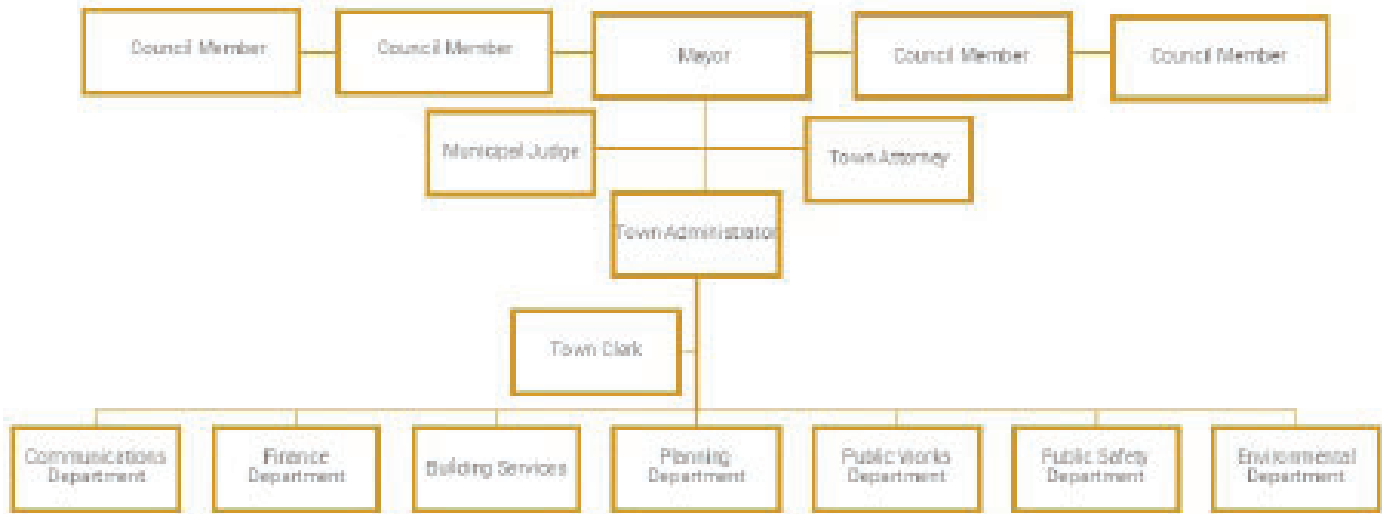 Council Member
Council Member
Mayor
Council Member
Council Member
Municipal Judge
Town Attorney
Town Administrator
Town Clerk
Communications
Department
Finance
Department
Building Services
Planning
Department
Public Works
Department
Public Safety
Department
Environmental
Department